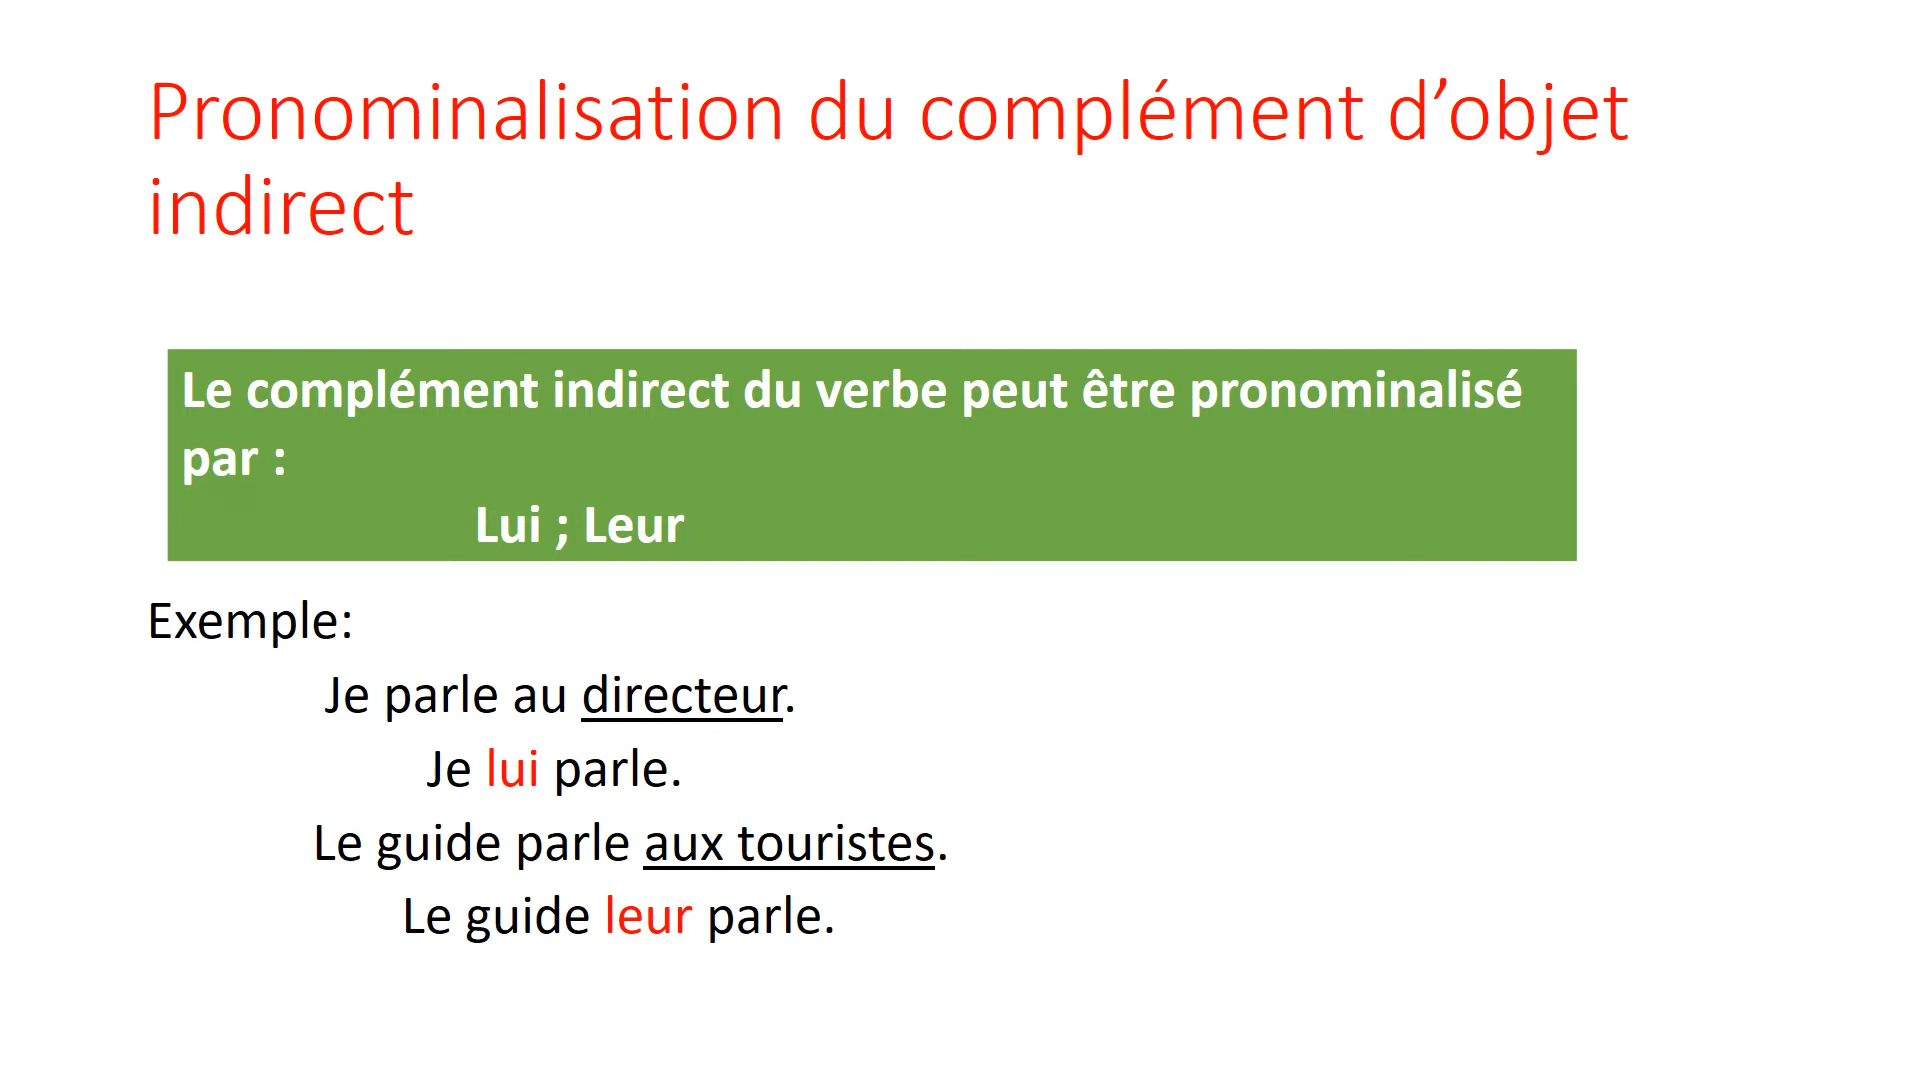 Pronominalisation du complément d’objet
indirect
Le complément indirect du verbe peut être pronominalisé
par :
Lui ; Leur
Exemple:
Je parle au directeur.
Je lui parle.
Le guide parle aux touristes.
Le guide leur parle.